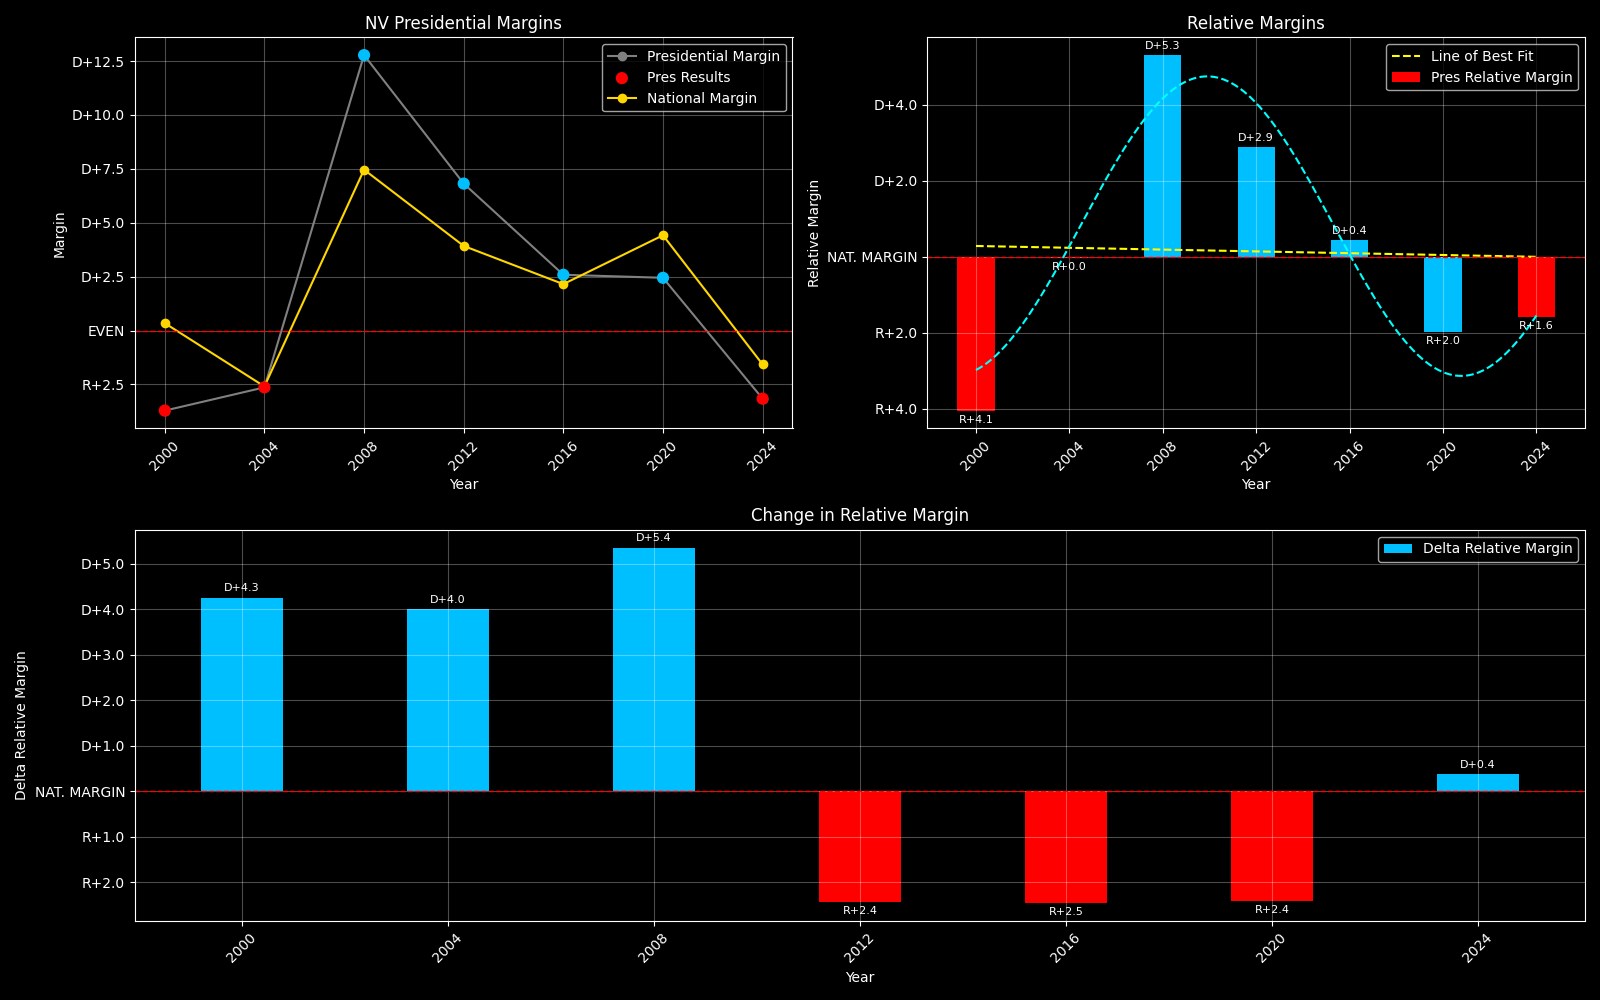 NV Presidential Margins
Margin
D+12.5
D+10.0
D+7.5
D+5.0
D+2.5
EVEN
R+2.5
Presidential Margin
Pres Results
National Margin
2000
2004
2008
2012
2016
2020
2024
Year
Relative Margins
Relative Margin
D+4.0
D+2.0
NAT. MARGIN
R+2.0
R+4.0
Line of Best Fit
Pres Relative Margin
R+4.1
R+0.0
D+5.3
D+2.9
D+0.4
R+2.0
R+1.6
2000
2004
2008
2012
2016
2020
2024
Year
Change in Relative Margin
Delta Relative Margin
D+5.0
D+4.0
D+3.0
D+2.0
D+1.0
NAT. MARGIN
R+1.0
R+2.0
Delta Relative Margin
D+4.3
D+4.0
D+5.4
R+2.4
R+2.5
R+2.4
D+0.4
2000
2004
2008
2012
2016
2020
2024
Year